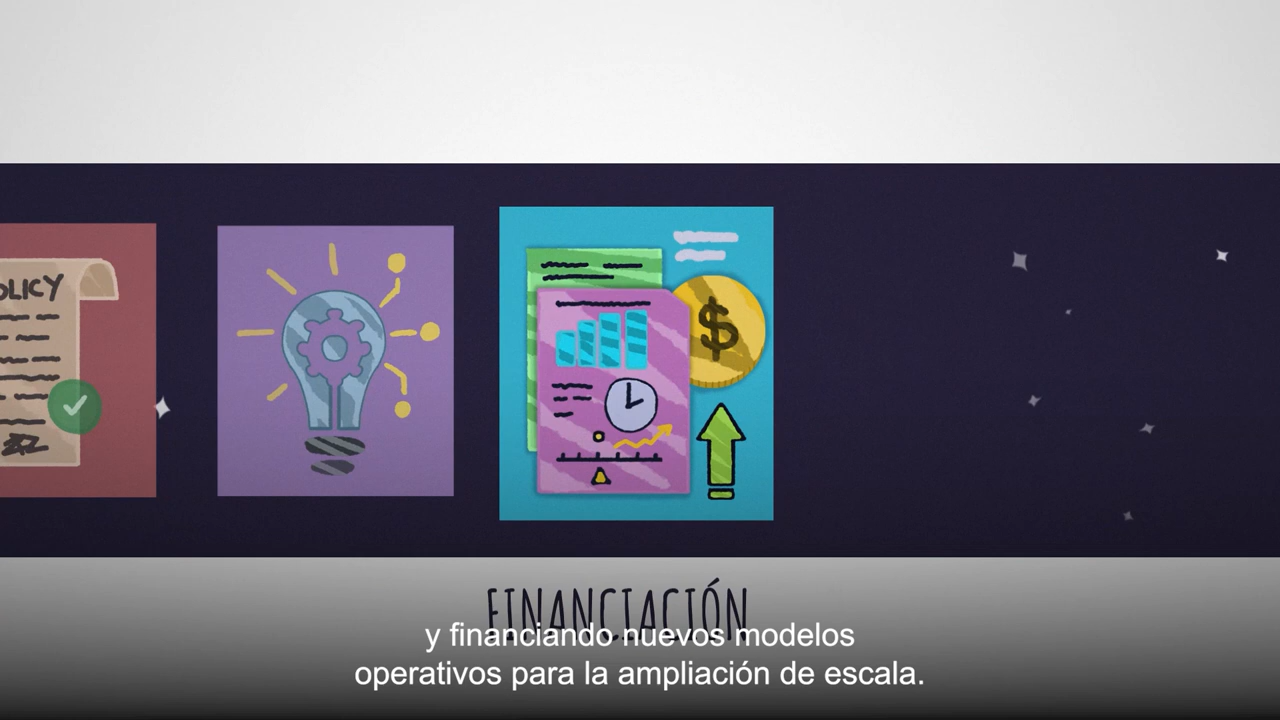 OLICY
$
FINANCIACIÓN
y financiando nuevos modelos
operativos para la ampliación de escala.